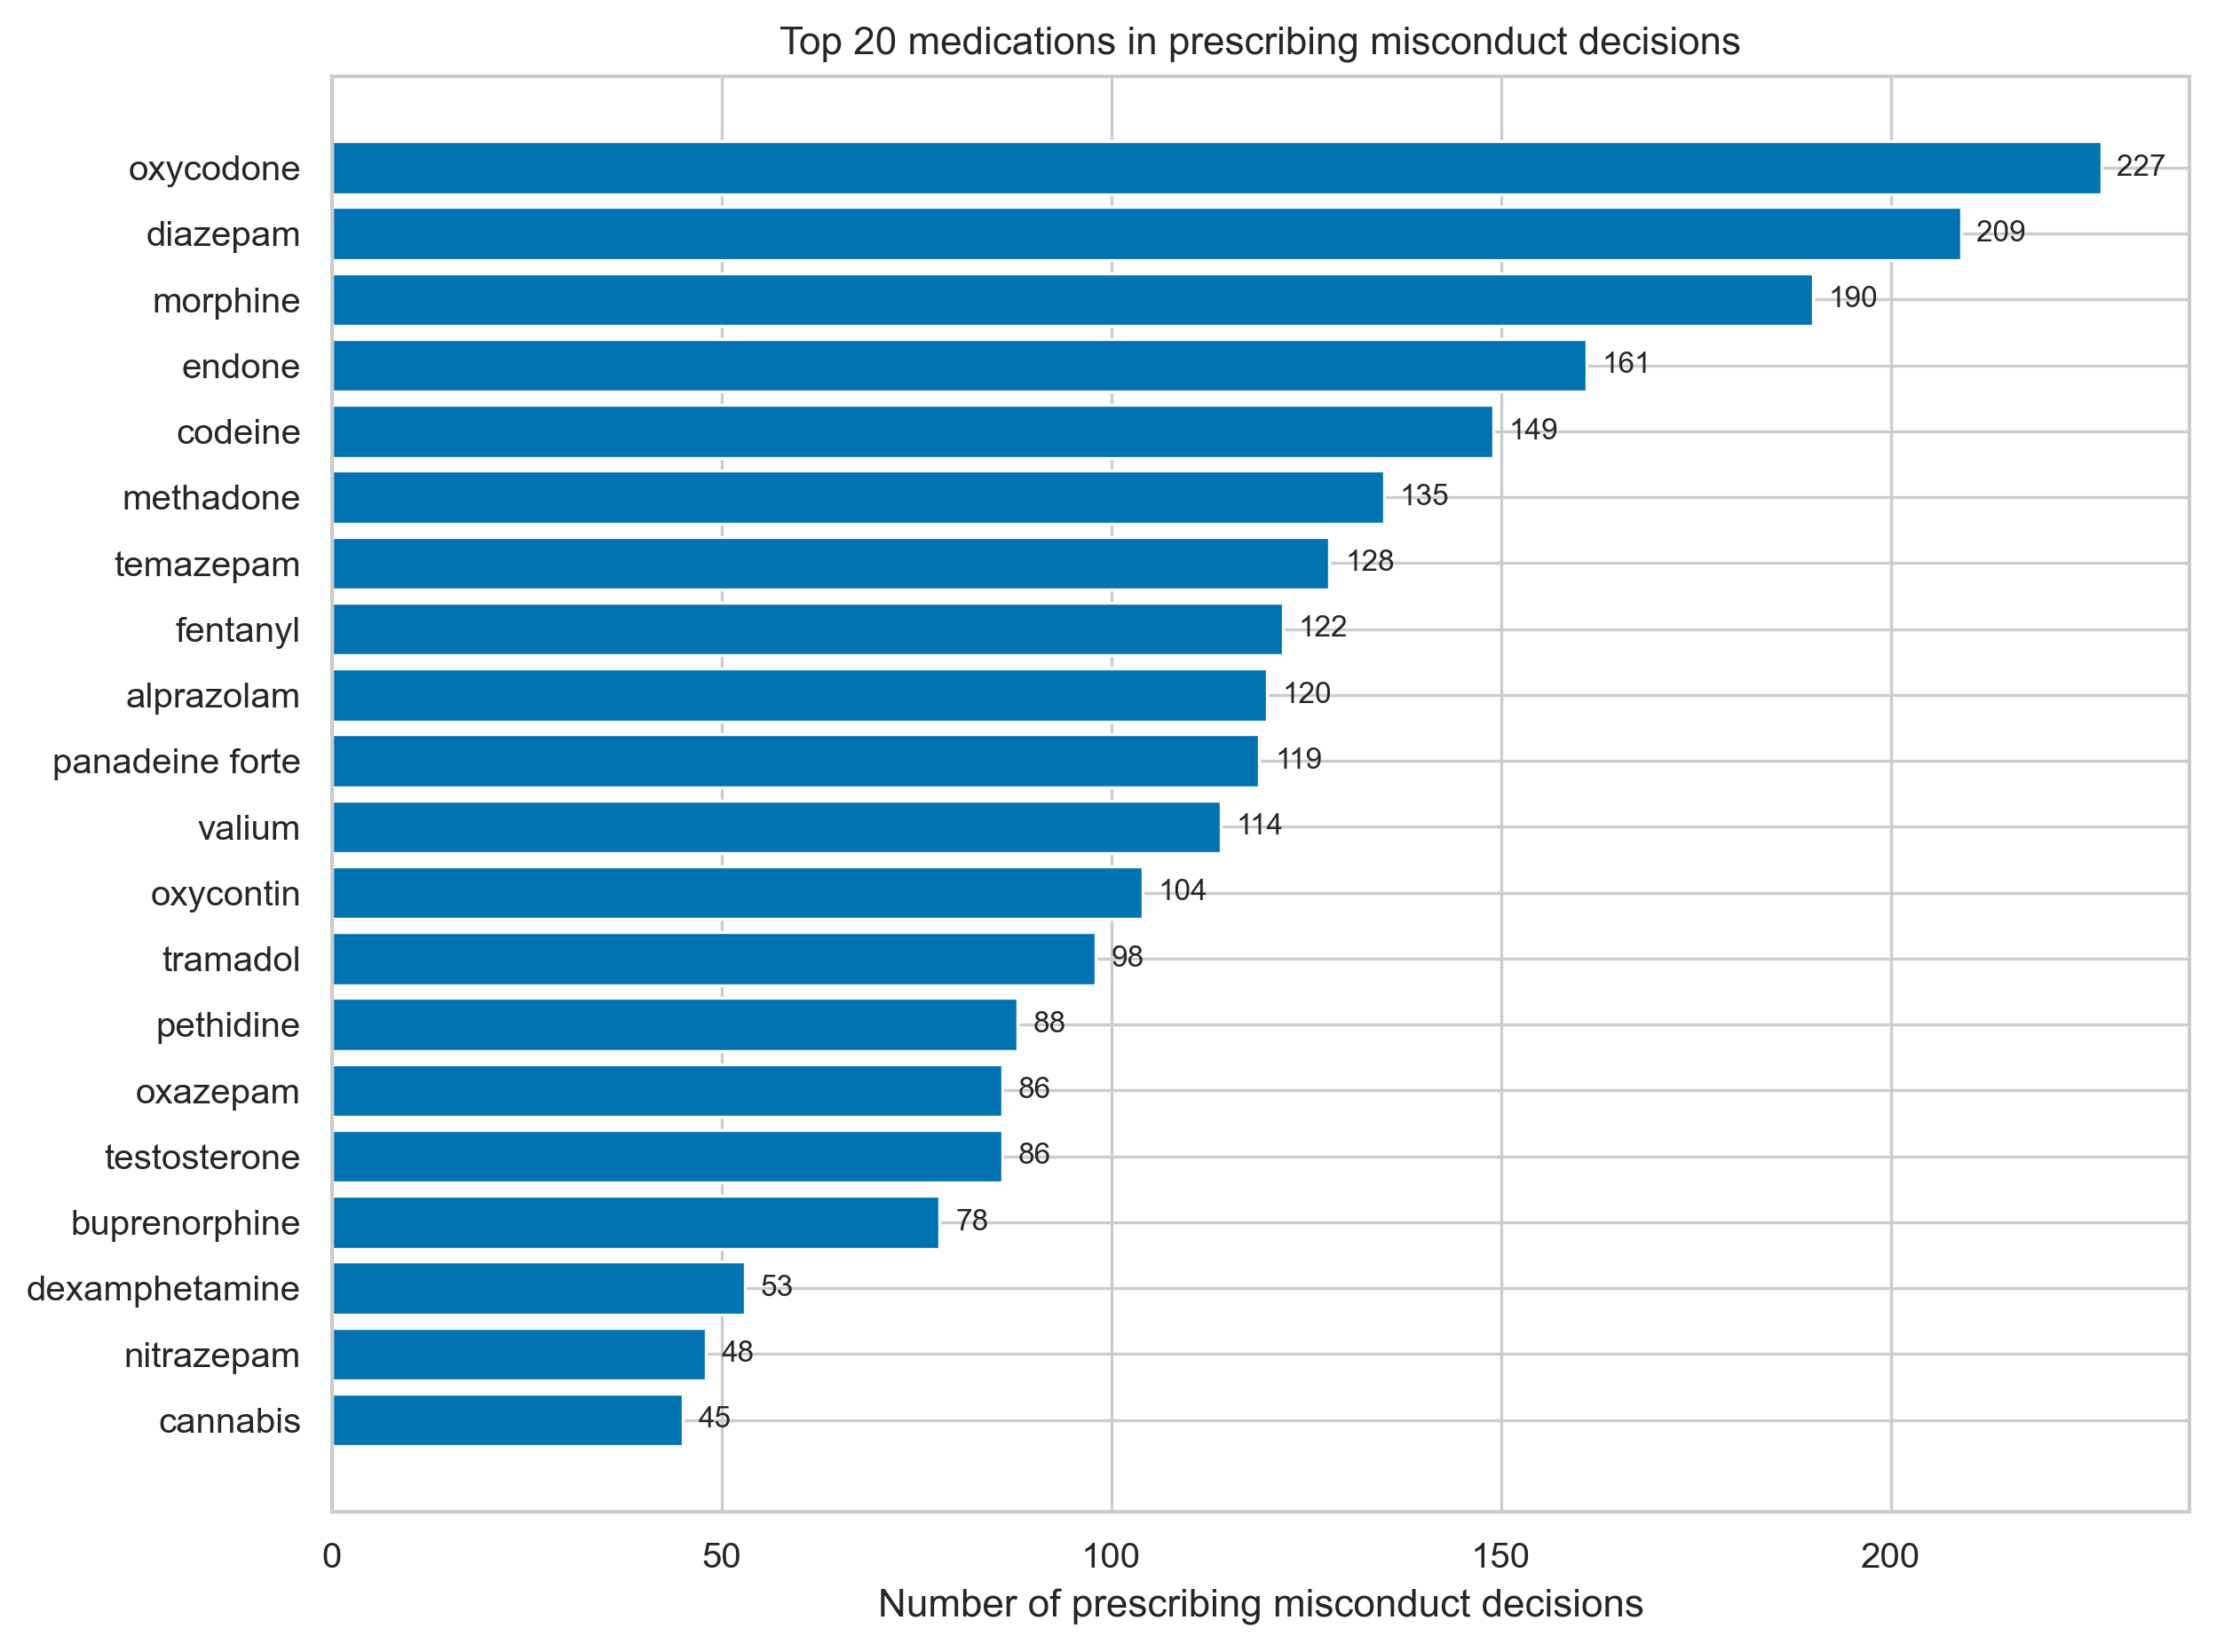 Top 20 medications in prescribing misconduct decisions
oxycodone 227
diazepam 209
morphine 190
endone 161
codeine 149
methadone 135
temazepam 128
fentanyl 122
alprazolam 120
panadeine forte 119
valium 114
oxycontin 104
tramadol 98
pethidine 88
oxazepam 86
testosterone 86
buprenorphine 78
dexamphetamine 53
nitrazepam 48
cannabis 45
0 50 100 150 200
Number of prescribing misconduct decisions